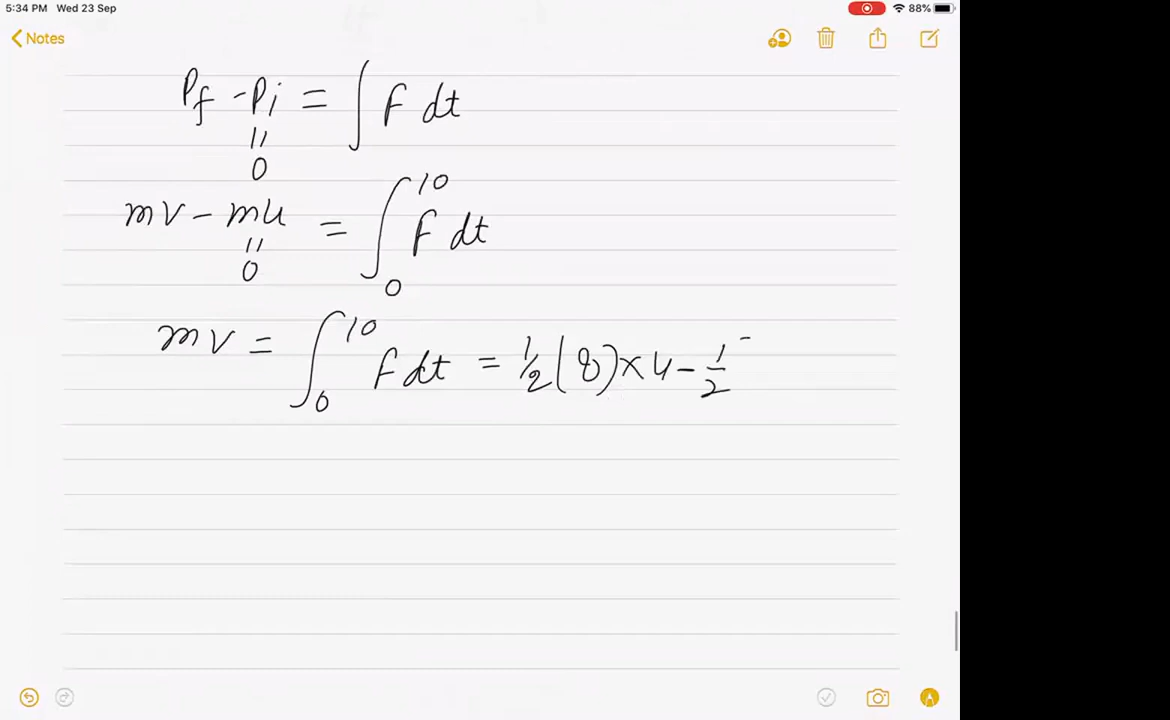 5:34 PM Wed 23 Sep 88%
Notes
Pf - Pi = ∫ F dt
॥
0
mv - mu = ∫₀¹⁰ F dt
॥
0
mv = ∫₀¹⁰ F dt = 1/2 (8) × 4 - 1/2